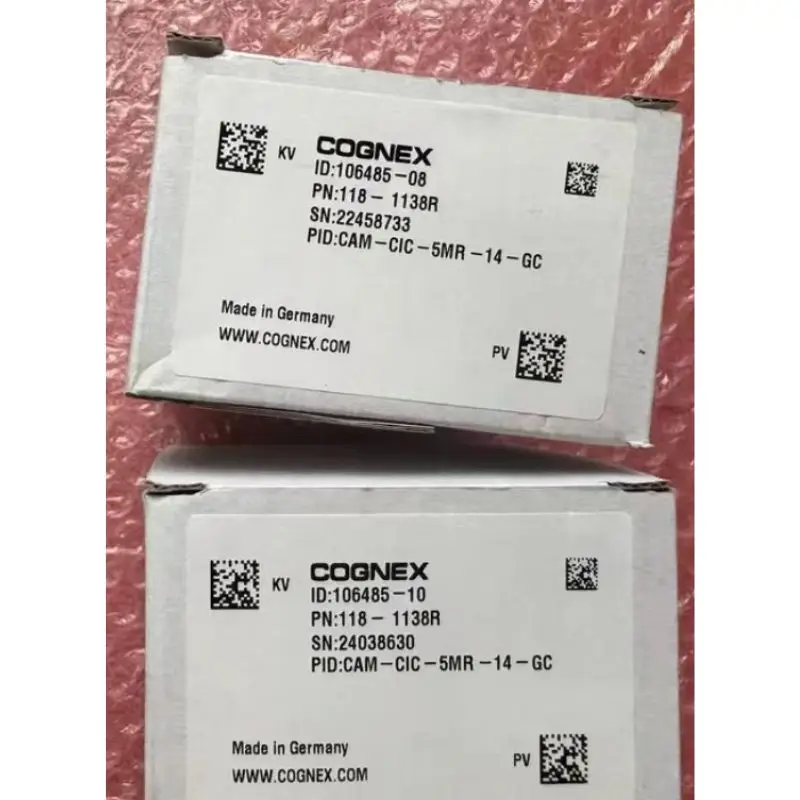 KV
COGNEX
ID:106485-08
PN:118- 1138R
SN:22458733
PID:CAM-CIC-5MR-14-GC
Made in Germany
WWW.COGNEX.COM
PV
KV
COGNEX
ID:106485-10
PN:118- 1138R
SN:24038630
PID:CAM-CIC-5MR-14-GC
Made in Germany
WWW.COGNEX.COM
PV